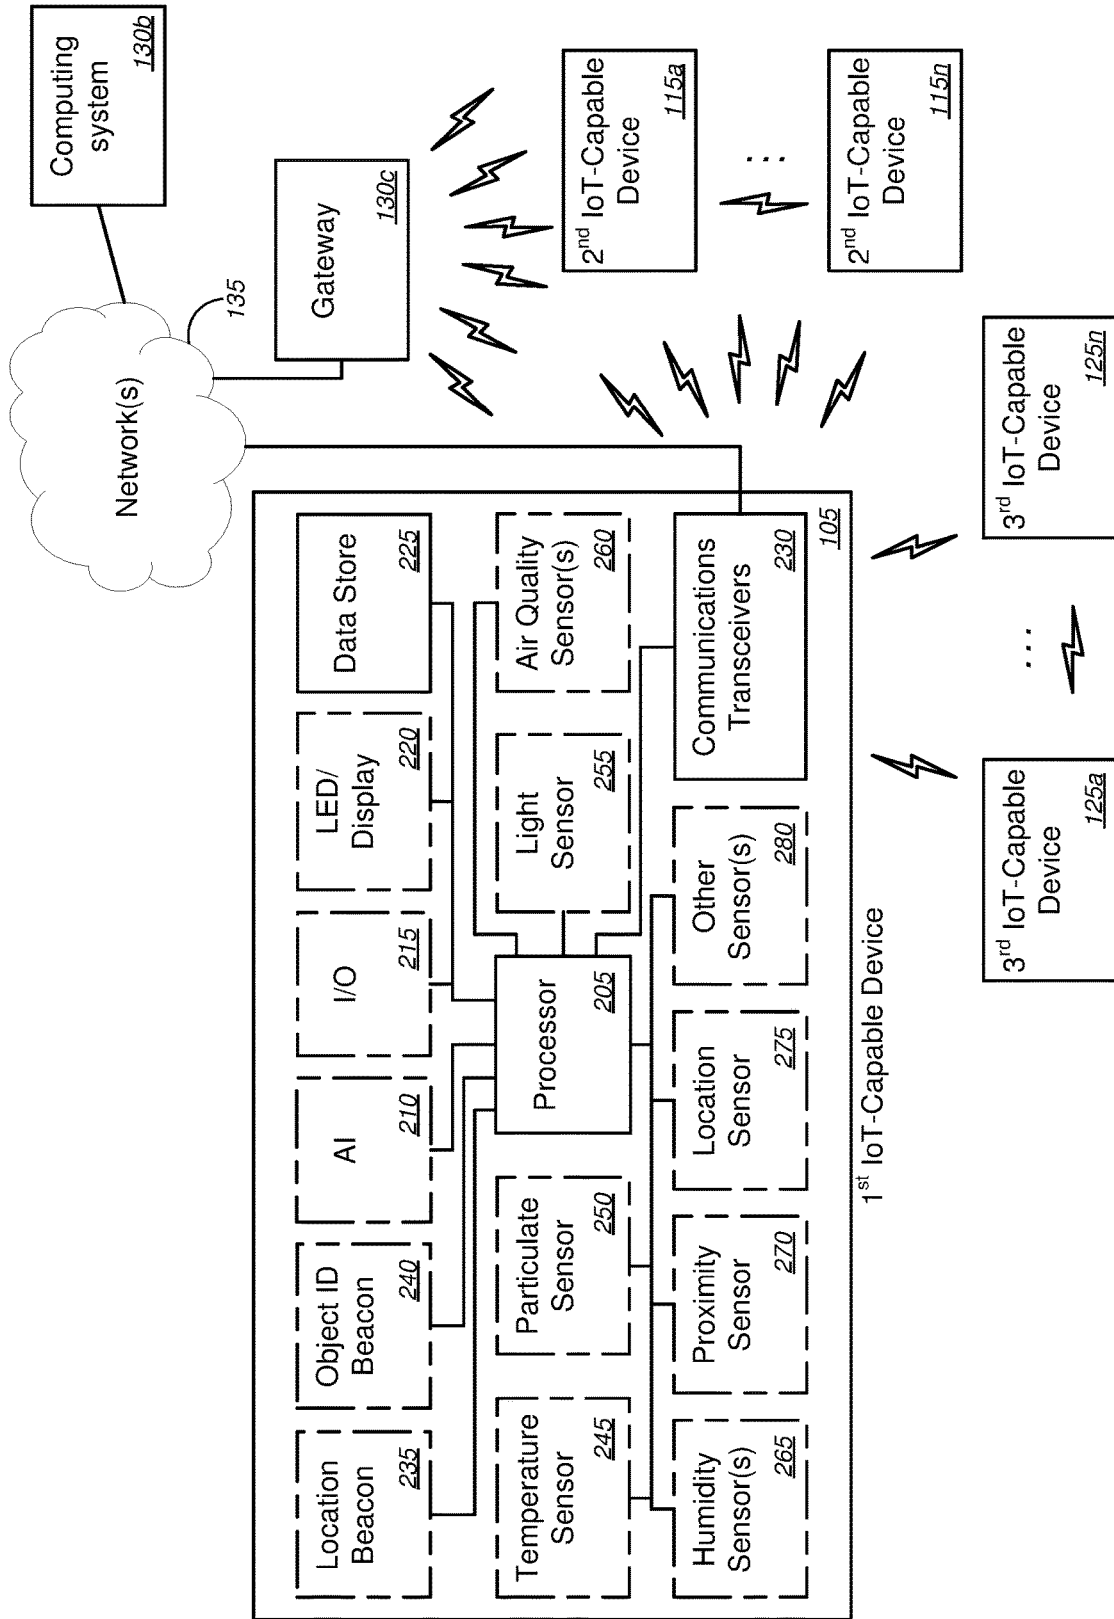 Computing
system
130b
Network(s)
135
Gateway
130c
Location
Beacon
235
Object ID
Beacon
240
AI
210
I/O
215
LED/
Display
220
Data Store
225
Temperature
Sensor
245
Particulate
Sensor
250
Processor
205
Light
Sensor
255
Air Quality
Sensor(s)
260
Humidity
Sensor(s)
265
Proximity
Sensor
270
Location
Sensor
275
Other
Sensor(s)
280
Communications
Transceivers
230
105
1st IoT-Capable Device
2nd IoT-Capable
Device
115a
...
2nd IoT-Capable
Device
115n
3rd IoT-Capable
Device
125a
...
3rd IoT-Capable
Device
125n